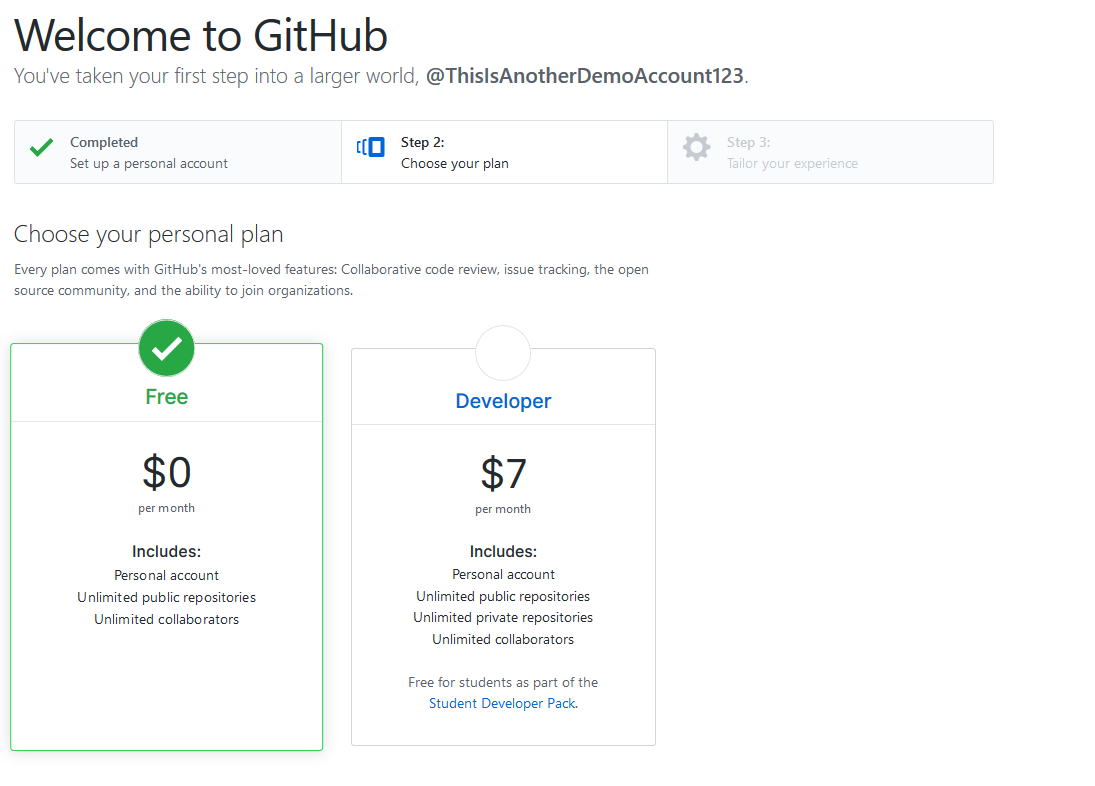 Welcome to GitHub
You've taken your first step into a larger world, @ThisIsAnotherDemoAccount123.
Completed
Set up a personal account
Step 2:
Choose your plan
Step 3:
Tailor your experience
Choose your personal plan
Every plan comes with GitHub's most-loved features: Collaborative code review, issue tracking, the open
source community, and the ability to join organizations.
Free
$0
per month
Includes:
Personal account
Unlimited public repositories
Unlimited collaborators
Developer
$7
per month
Includes:
Personal account
Unlimited public repositories
Unlimited private repositories
Unlimited collaborators
Free for students as part of the
Student Developer Pack.